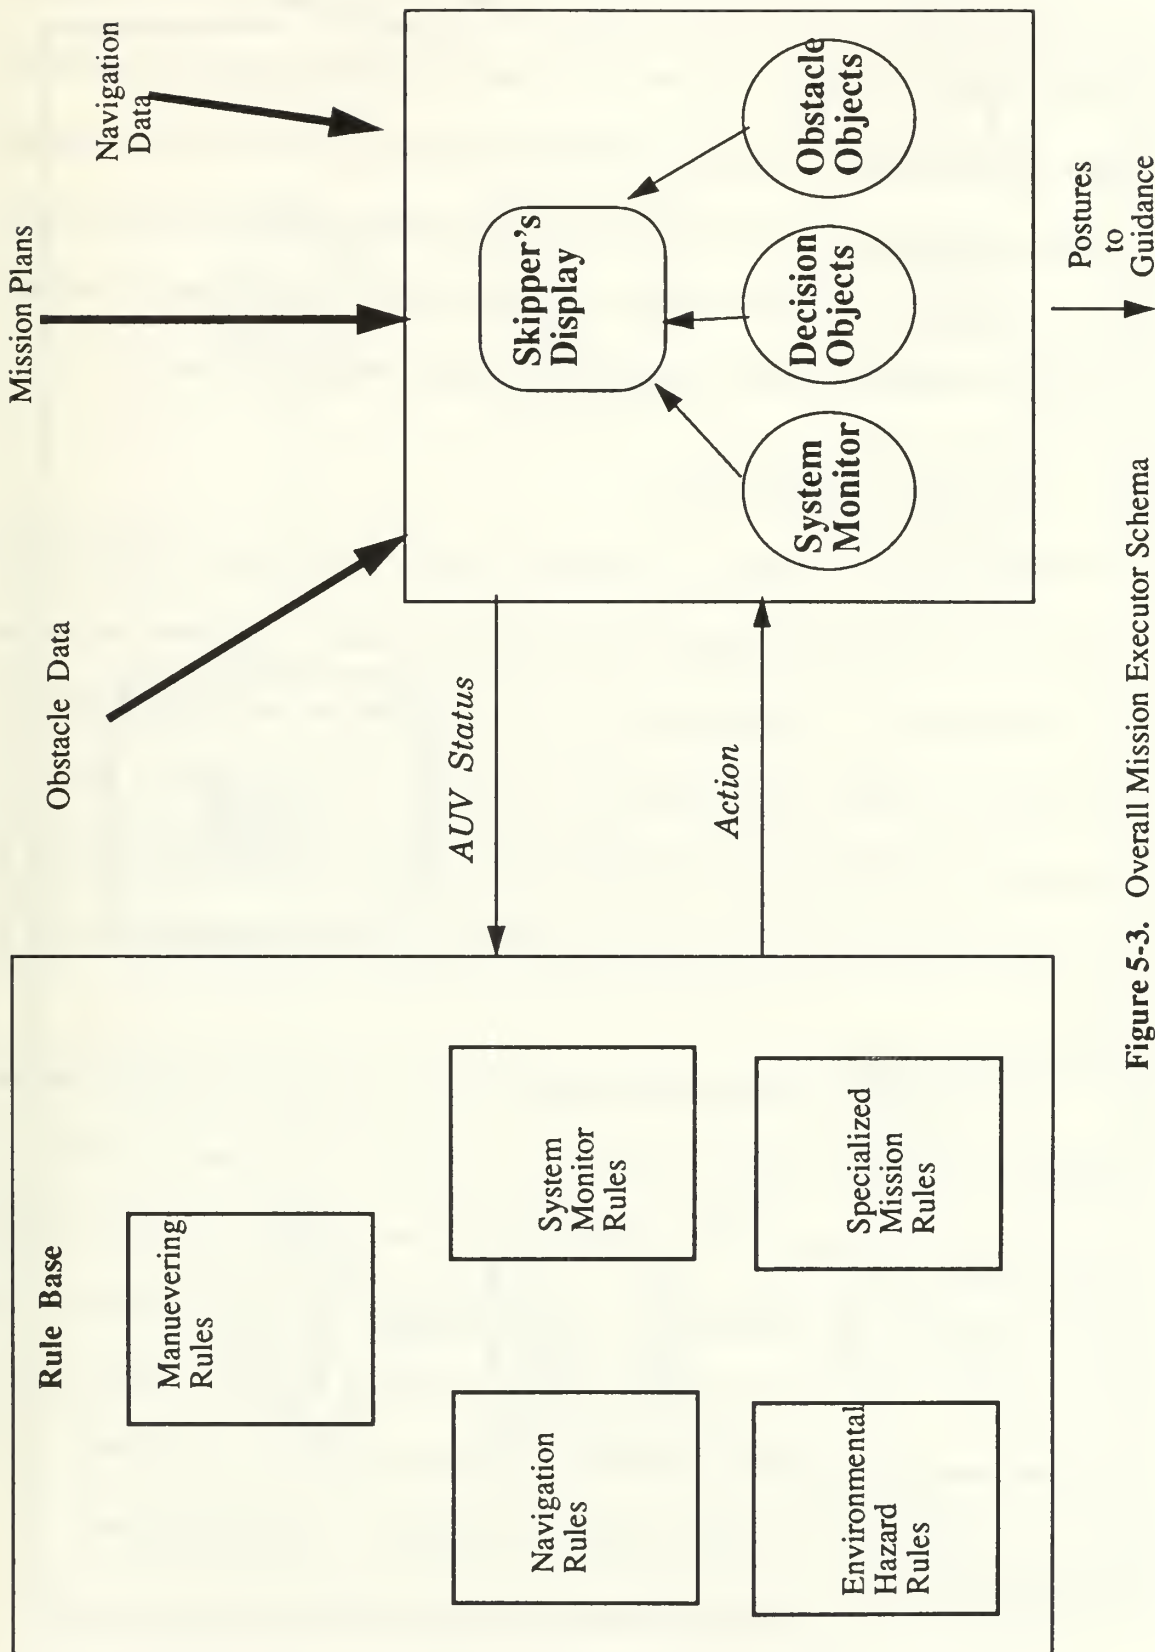 Rule Base
Manuevering
Rules
Navigation
Rules
System
Monitor
Rules
Environmental
Hazard
Rules
Specialized
Mission
Rules
AUV Status
Action
Obstacle Data
Mission Plans
Navigation
Data
Skipper's
Display
System
Monitor
Decision
Objects
Obstacle
Objects
Postures
to
Guidance
Figure 5-3. Overall Mission Executor Schema